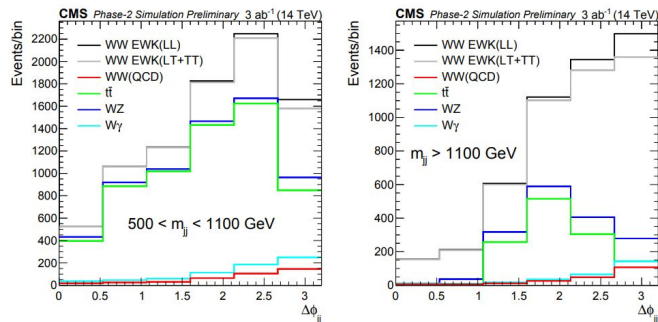 CMS Phase-2 Simulation Preliminary 3 ab⁻¹ (14 TeV)
Events/bin
2200
2000
1800
1600
1400
1200
1000
800
600
400
200
0
WW EWK(LL)
WW EWK(LT+TT)
WW(QCD)
tt̄
WZ
Wγ
500 < mjj < 1100 GeV
0 0.5 1 1.5 2 2.5 3
Δϕjj
CMS Phase-2 Simulation Preliminary 3 ab⁻¹ (14 TeV)
Events/bin
1400
1200
1000
800
600
400
200
0
WW EWK(LL)
WW EWK(LT+TT)
WW(QCD)
tt̄
WZ
Wγ
mjj > 1100 GeV
0 0.5 1 1.5 2 2.5 3
Δϕjj